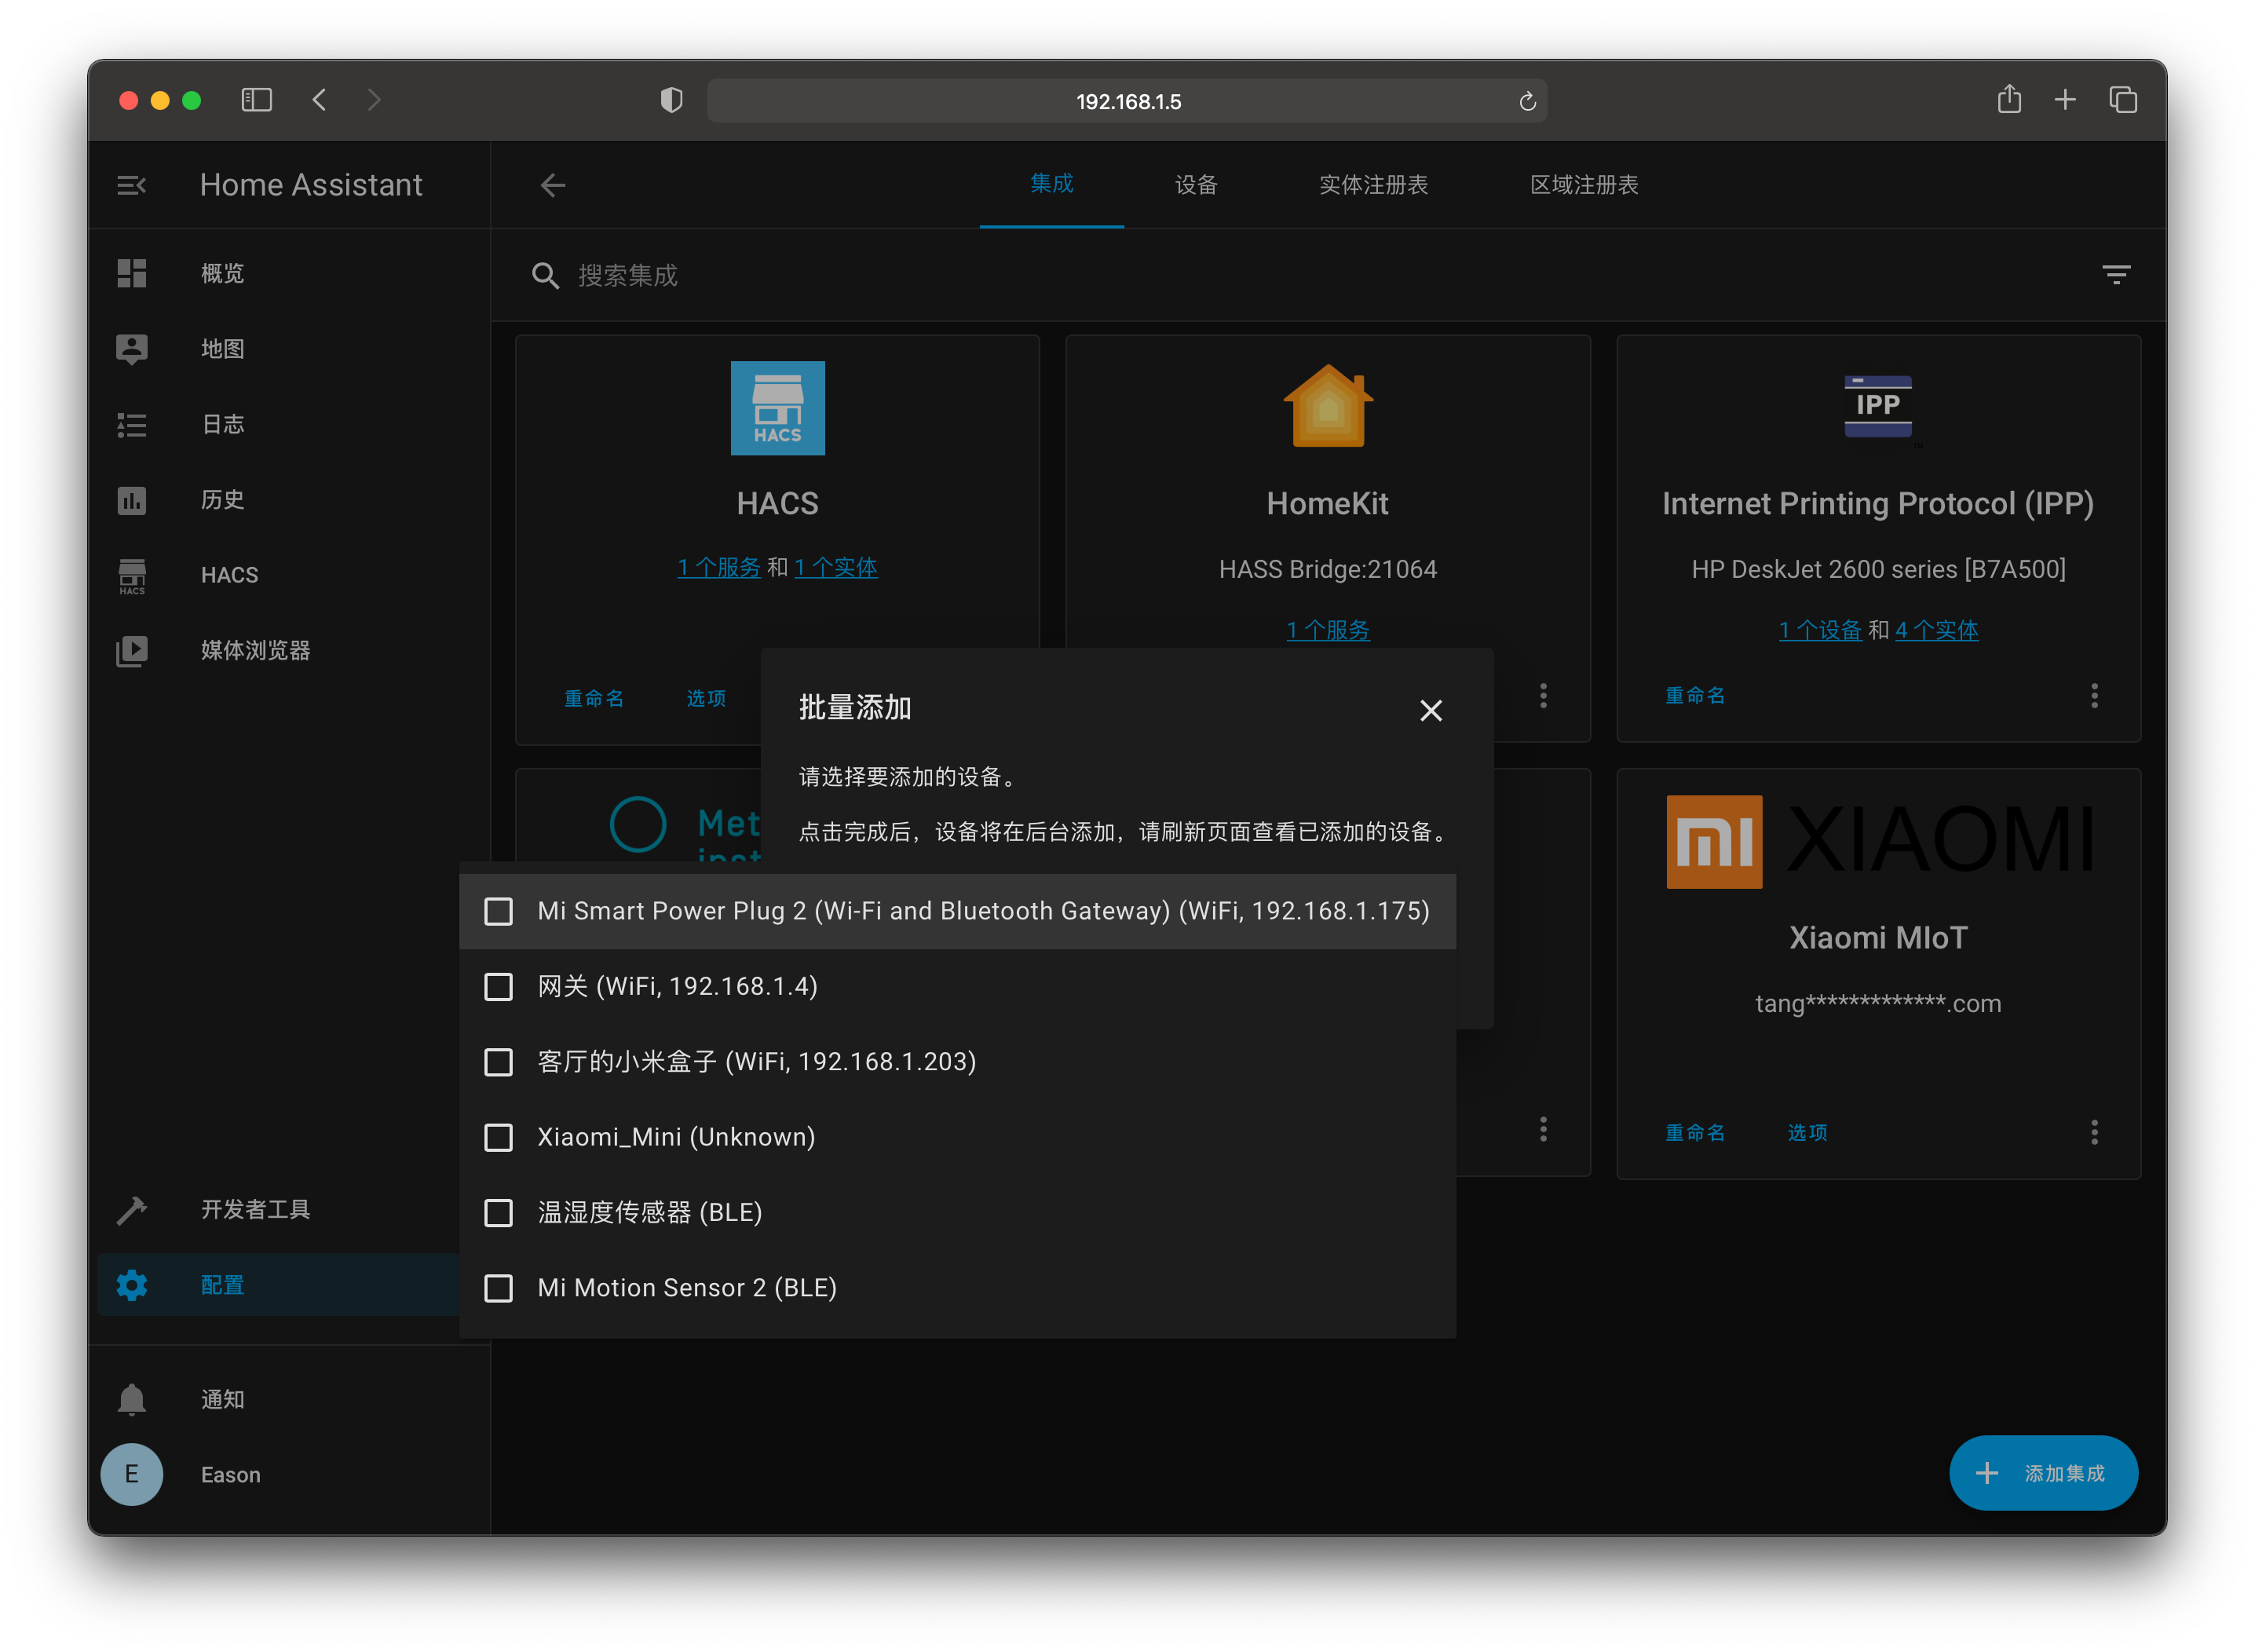 192.168.1.5
Home Assistant
集成
设备
实体注册表
区域注册表
概览
地图
日志
历史
HACS
HACS
媒体浏览器
开发者工具
配置
通知
E
Eason
搜索集成
HACS
HACS
1 个服务 和 1 个实体
重命名
选项
HomeKit
HASS Bridge:21064
1 个服务
IPP
Internet Printing Protocol (IPP)
HP DeskJet 2600 series [B7A500]
1 个设备 和 4 个实体
重命名
Met
inst
批量添加
请选择要添加的设备。
点击完成后，设备将在后台添加，请刷新页面查看已添加的设备。
Mi Smart Power Plug 2 (Wi-Fi and Bluetooth Gateway) (WiFi, 192.168.1.175)
网关 (WiFi, 192.168.1.4)
客厅的小米盒子 (WiFi, 192.168.1.203)
Xiaomi_Mini (Unknown)
温湿度传感器 (BLE)
Mi Motion Sensor 2 (BLE)
XIAOMI
Xiaomi MIoT
tang*************.com
重命名
选项
添加集成